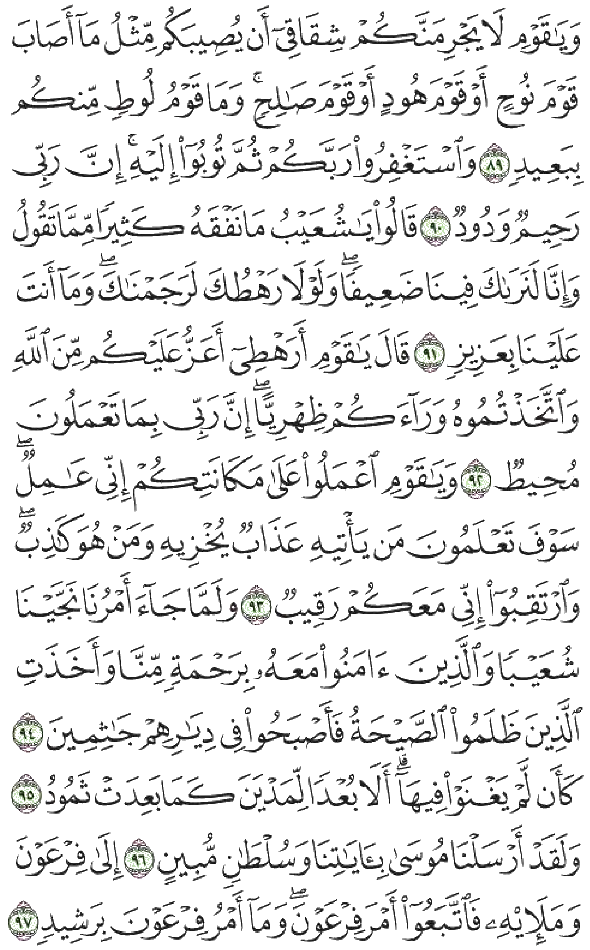 وَيَٰقَوْمِ لَا يَجْرِمَنَّكُمْ شِقَاقِىٓ أَن يُصِيبَكُم مِّثْلُ مَآ أَصَابَ
قَوْمَ نُوحٍ أَوْ قَوْمَ هُودٍ أَوْ قَوْمَ صَٰلِحٍ ۚ وَمَا قَوْمُ لُوطٍ مِّنكُم
بِبَعِيدٍ ٨٩ وَٱسْتَغْفِرُوا۟ رَبَّكُمْ ثُمَّ تُوبُوٓا۟ إِلَيْهِ ۚ إِنَّ رَبِّى
رَحِيمٌ وَدُودٌ ٩٠ قَالُوا۟ يَٰشُعَيْبُ مَا نَفْقَهُ كَثِيرًا مِّمَّا تَقُولُ
وَإِنَّا لَنَرَىٰكَ فِينَا ضَعِيفًا ۖ وَلَوْلَا رَهْطُكَ لَرَجَمْنَٰكَ ۖ وَمَآ أَنتَ
عَلَيْنَا بِعَزِيزٍ ٩١ قَالَ يَٰقَوْمِ أَرَهْطِىٓ أَعَزُّ عَلَيْكُم مِّنَ ٱللَّهِ
وَٱتَّخَذْتُمُوهُ وَرَآءَكُمْ ظِهْرِيًّا ۖ إِنَّ رَبِّى بِمَا تَعْمَلُونَ
مُحِيطٌ ٩٢ وَيَٰقَوْمِ ٱعْمَلُوا۟ عَلَىٰ مَكَانَتِكُمْ إِنِّى عَٰمِلٌ ۖ
سَوْفَ تَعْلَمُونَ مَن يَأْتِيهِ عَذَابٌ يُخْزِيهِ وَمَنْ هُوَ كَٰذِبٌ ۖ
وَٱرْتَقِبُوٓا۟ إِنِّى مَعَكُمْ رَقِيبٌ ٩٣ وَلَمَّا جَآءَ أَمْرُنَا نَجَّيْنَا
شُعَيْبًا وَٱلَّذِينَ ءَامَنُوا۟ مَعَهُۥ بِرَحْمَةٍ مِّنَّا وَأَخَذَتِ
ٱلَّذِينَ ظَلَمُوا۟ ٱلصَّيْحَةُ فَأَصْبَحُوا۟ فِى دِيَٰرِهِمْ جَٰثِمِينَ ٩٤
كَأَن لَّمْ يَغْنَوْا۟ فِيهَآ ۗ أَلَا بُعْدًا لِّمَدْيَنَ كَمَا بَعِدَتْ ثَمُودُ ٩٥
وَلَقَدْ أَرْسَلْنَا مُوسَىٰ بِـَٔايَٰتِنَا وَسُلْطَٰنٍ مُّبِينٍ ٩٦ إِلَىٰ فِرْعَوْنَ
وَمَلَإِي۟هِۦ فَٱتَّبَعُوٓا۟ أَمْرَ فِرْعَوْنَ ۖ وَمَآ أَمْرُ فِرْعَوْنَ بِرَشِيدٍ ٩٧